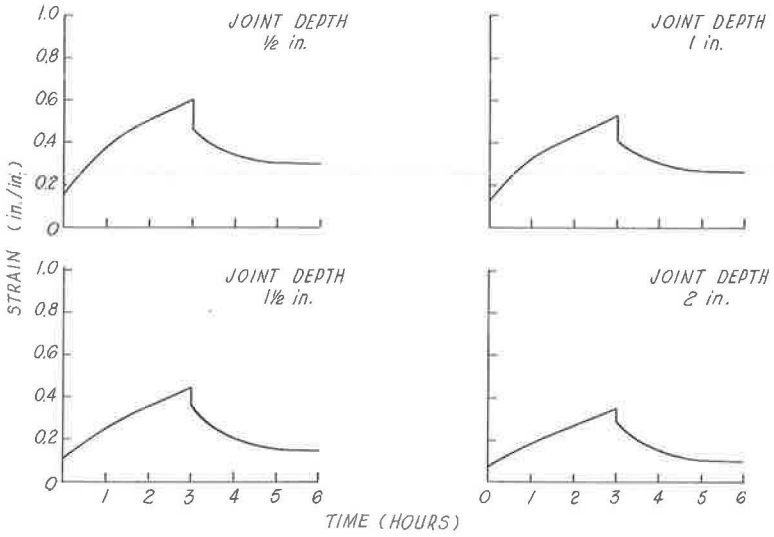 JOINT DEPTH
½ in.
1.0
0.8
0.6
0.4
0.2
0
JOINT DEPTH
1 in.
STRAIN (in./in.)
JOINT DEPTH
1½ in.
1.0
0.8
0.6
0.4
0.2
0
1 2 3 4 5 6
JOINT DEPTH
2 in.
0 1 2 3 4 5 6
TIME (HOURS)